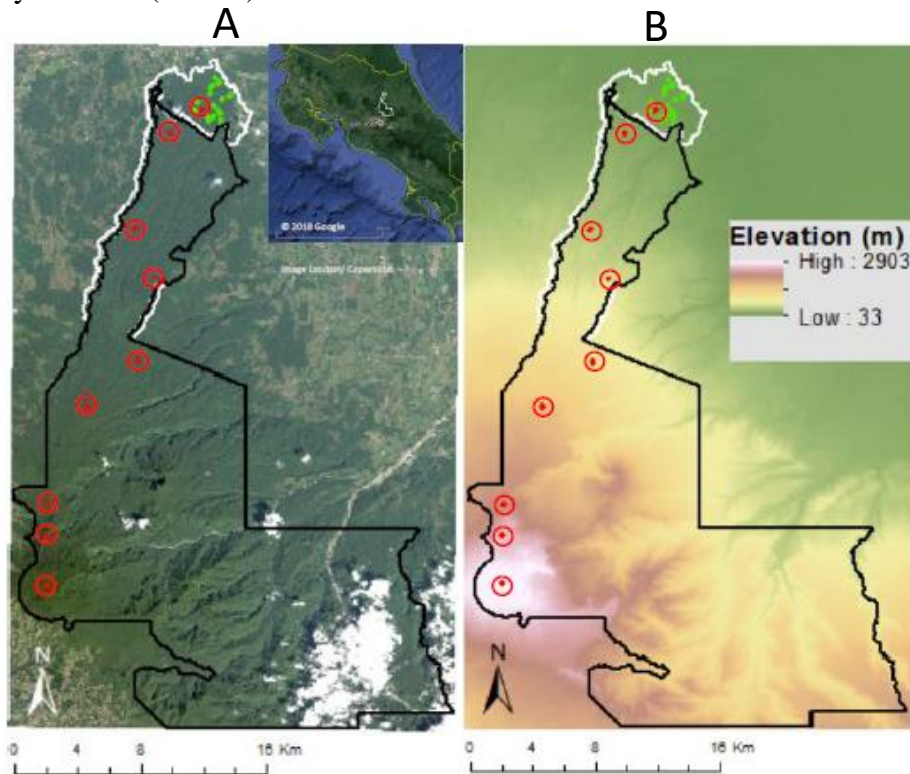 A
B
© 2018 Google
Image Landsat/ Copernicus
Elevation (m)
High : 2903
Low : 33
N
N
0 4 8 16 Km
0 4 8 16 Km